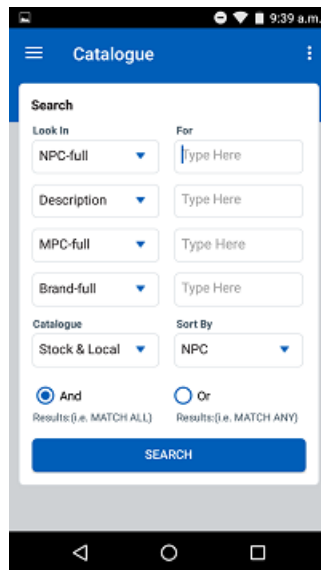 9:39 a.m.
Catalogue
Search
Look In For
NPC-full Type Here
Description Type Here
MPC-full Type Here
Brand-full Type Here
Catalogue Sort By
Stock & Local NPC
And Or
Results:(i.e. MATCH ALL) Results:(i.e. MATCH ANY)
SEARCH